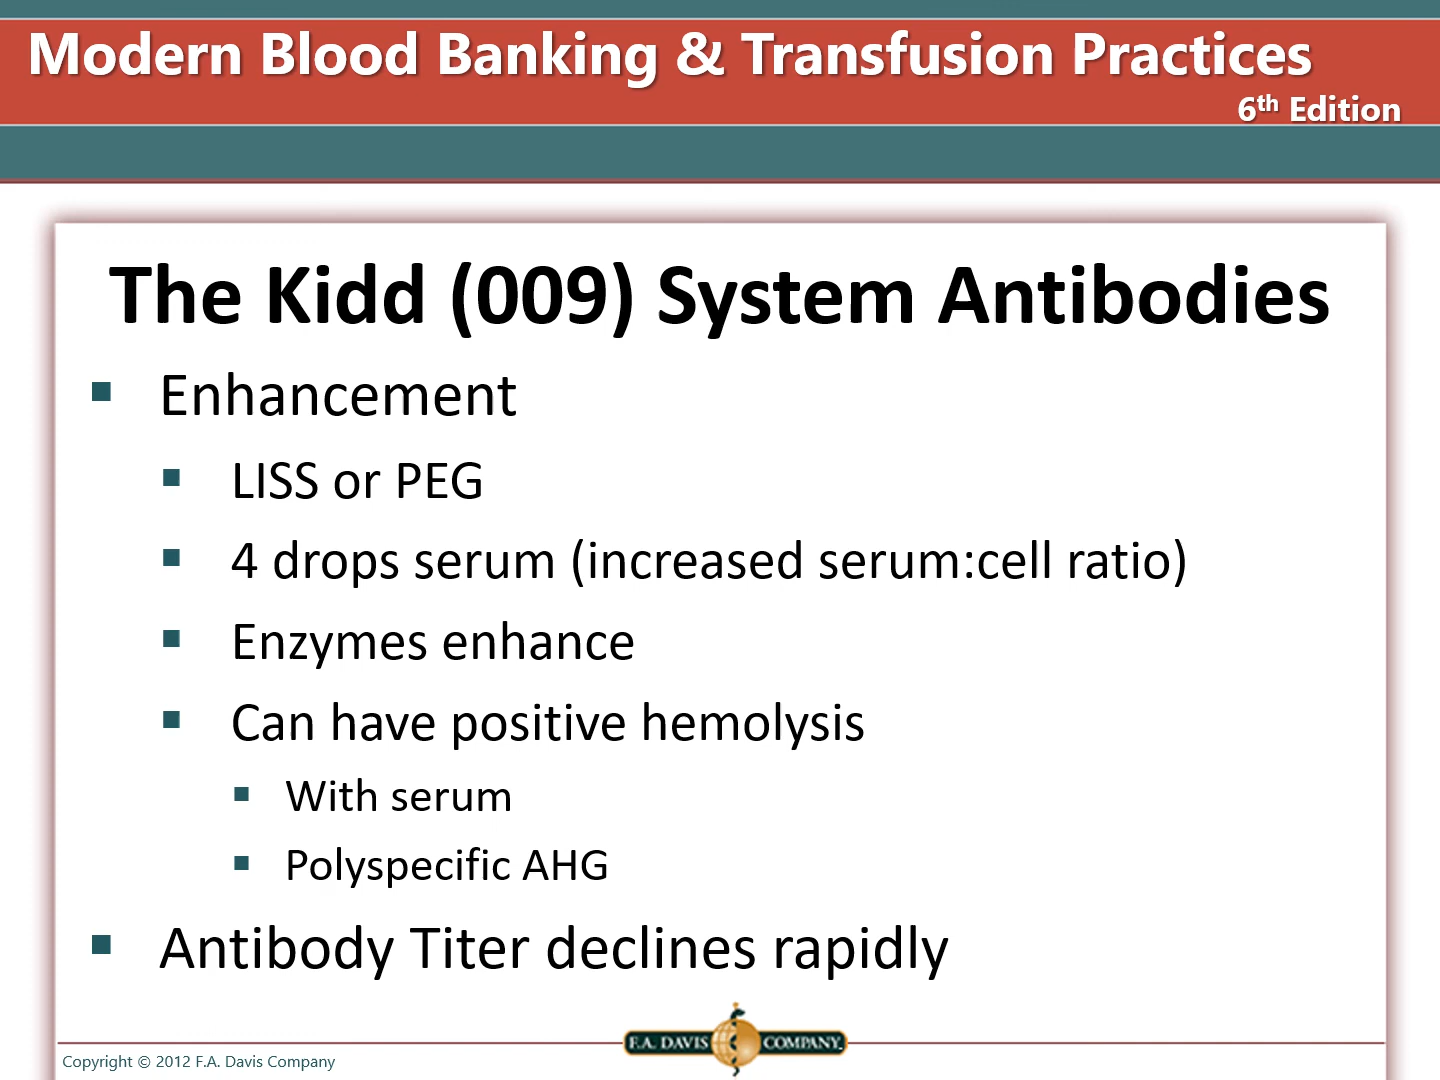 Modern Blood Banking & Transfusion Practices
6th Edition
The Kidd (009) System Antibodies
▪ Enhancement
▪ LISS or PEG
▪ 4 drops serum (increased serum:cell ratio)
▪ Enzymes enhance
▪ Can have positive hemolysis
▪ With serum
▪ Polyspecific AHG
▪ Antibody Titer declines rapidly
F.A. DAVIS COMPANY.
Copyright © 2012 F.A. Davis Company